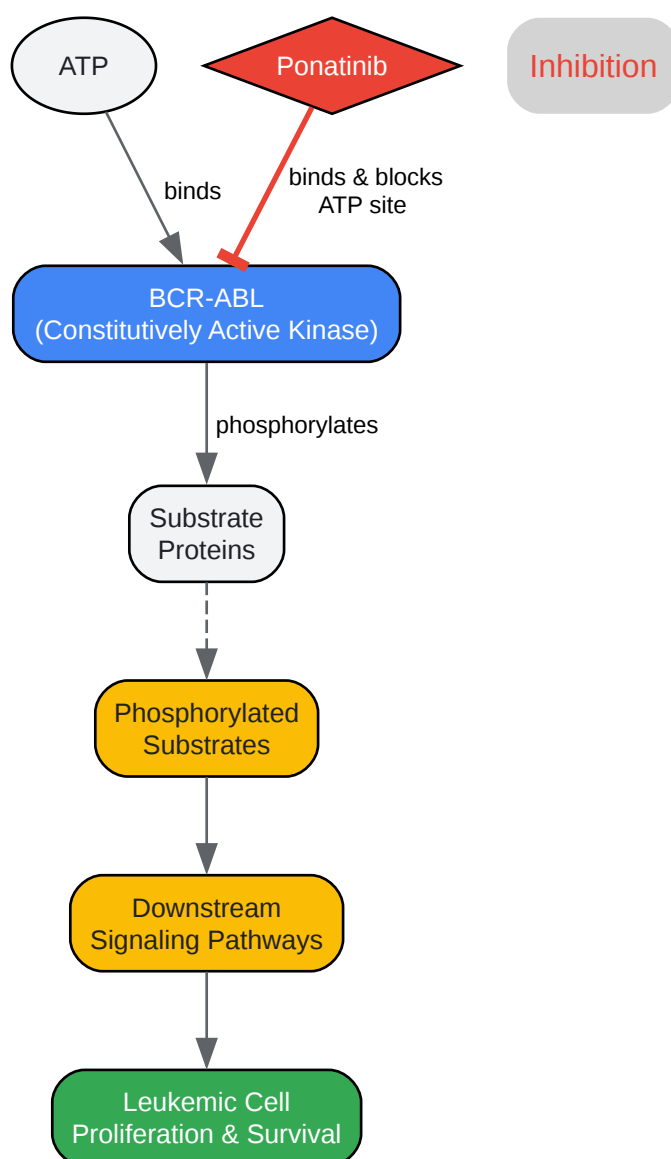 ATP
Ponatinib
Inhibition
binds
binds & blocks
ATP site
BCR-ABL
(Constitutively Active Kinase)
phosphorylates
Substrate
Proteins
Phosphorylated
Substrates
Downstream
Signaling Pathways
Leukemic Cell
Proliferation & Survival